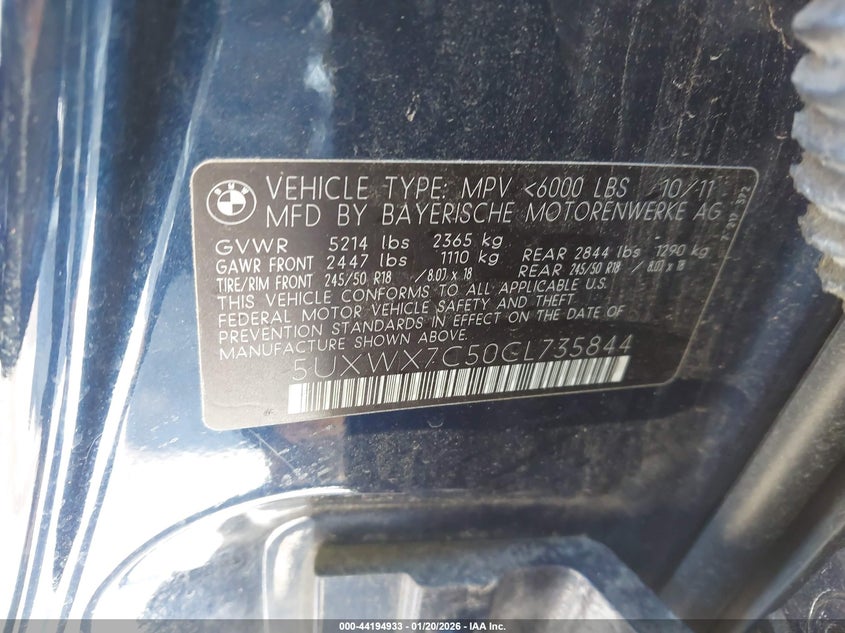 BMW
VEHICLE TYPE: MPV <6000 LBS 10/11
MFD BY BAYERISCHE MOTORENWERKE AG
GVWR 5214 lbs 2365 kg
GAWR FRONT 2447 lbs 1110 kg REAR 2844 lbs 1290 kg
TIRE/RIM FRONT 245/50 R18 /8.0J x 18 REAR 245/50 R18 / 8.0J x 18
THIS VEHICLE CONFORMS TO ALL APPLICABLE U.S.
FEDERAL MOTOR VEHICLE SAFETY AND THEFT
PREVENTION STANDARDS IN EFFECT ON THE DATE OF
MANUFACTURE SHOWN ABOVE.
5UXWX7C50CL735844
000-44194933 - 01/20/2026 - IAA Inc.